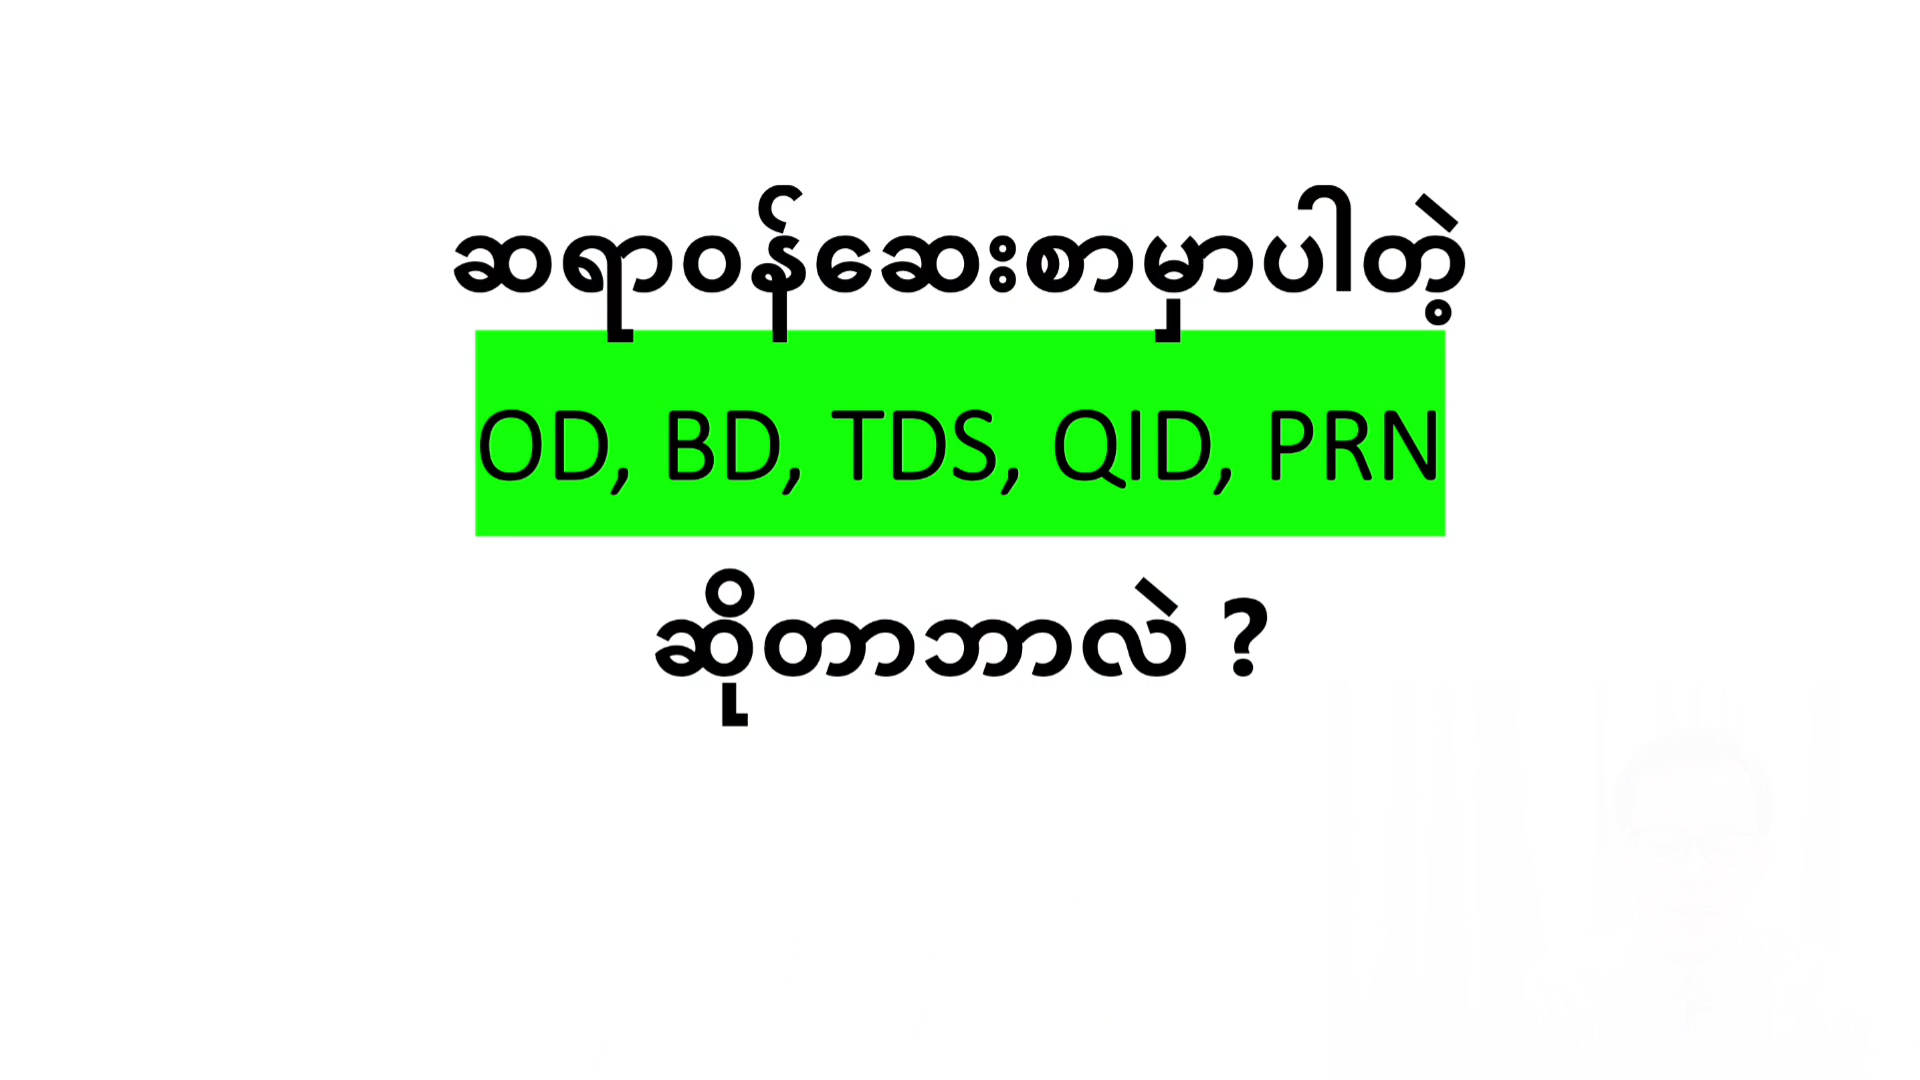 ဆရာဝန်ဆေးစာမှာပါတဲ့
OD, BD, TDS, QID, PRN
ဆိုတာဘာလဲ ?